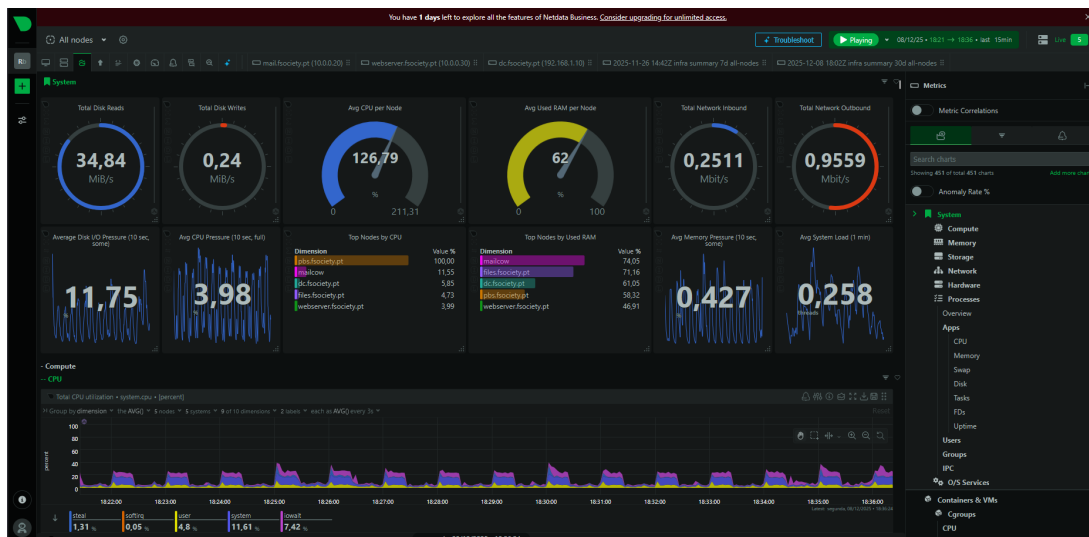 You have 1 days left to explore all the features of Netdata Business. Consider upgrading for unlimited access.
All nodes
Troubleshoot
Playing
08/12/25 • 18:21 → 18:36 • last 15min
Live
5
mail.fsociety.pt (10.0.0.20)
webserver.fsociety.pt (10.0.0.30)
dc.fsociety.pt (192.168.1.10)
2025-11-26 14:42Z infra summary 7d all-nodes
2025-12-08 18:02Z infra summary 30d all-nodes
System
Total Disk Reads
34,84
MiB/s
Total Disk Writes
0,24
MiB/s
Avg CPU per Node
126,79
%
0
211,31
Avg Used RAM per Node
62
%
0
100
Total Network Inbound
0,2511
Mbit/s
Total Network Outbound
0,9559
Mbit/s
Average Disk I/O Pressure (10 sec, some)
11,75
%
Avg CPU Pressure (10 sec, full)
3,98
%
Top Nodes by CPU
Dimension Value %
pbs.fsociety.pt 100,00
mailcow 11,55
dc.fsociety.pt 5,85
files.fsociety.pt 4,73
webserver.fsociety.pt 3,99
Top Nodes by Used RAM
Dimension Value %
mailcow 74,05
files.fsociety.pt 71,16
dc.fsociety.pt 61,05
pbs.fsociety.pt 58,32
webserver.fsociety.pt 46,91
Avg Memory Pressure (10 sec, some)
0,427
%
Avg System Load (1 min)
0,258
threads
- Compute
-- CPU
Total CPU utilization • system.cpu • [percent]
Group by dimension the AVG() 5 nodes 5 systems 9 of 10 dimensions 2 labels each as AVG() every 3s
Reset
percent
100
80
60
40
20
0
18:22:00 18:23:00 18:24:00 18:25:00 18:26:00 18:27:00 18:28:00 18:29:00 18:30:00 18:31:00 18:32:00 18:33:00 18:34:00 18:35:00 18:36:00
Latest: segunda, 08/12/2025 • 18:36:24
steal
1,31 %
softirq
0,05 %
user
4,8 %
system
11,61 %
iowait
7,42 %
Metrics
Metric Correlations
Search charts
Showing 451 of total 451 charts
Add more char
Anomaly Rate %
System
Compute
Memory
Storage
Network
Hardware
Processes
Overview
Apps
CPU
Memory
Swap
Disk
Tasks
FDs
Uptime
Users
Groups
IPC
O/S Services
Containers & VMs
Cgroups
CPU